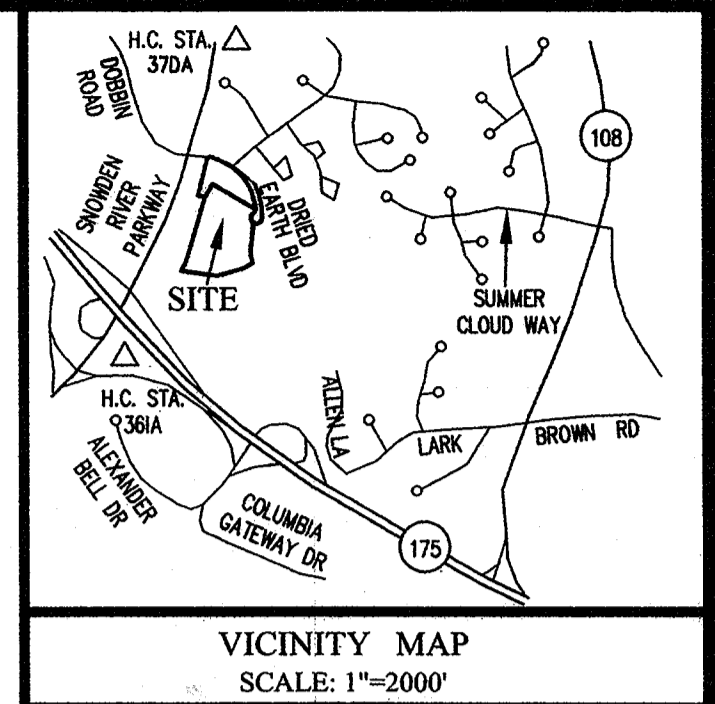 H.C. STA.
37DA
DOBBIN
ROAD
108
SNOWDEN
RIVER
PARKWAY
DRIED
EARTH BLVD
SITE
SUMMER
CLOUD WAY
H.C. STA.
361A
ALLEN LA
LARK
BROWN RD
ALEXANDER
BELL DR
COLUMBIA
GATEWAY DR
175
VICINITY MAP
SCALE: 1"=2000'